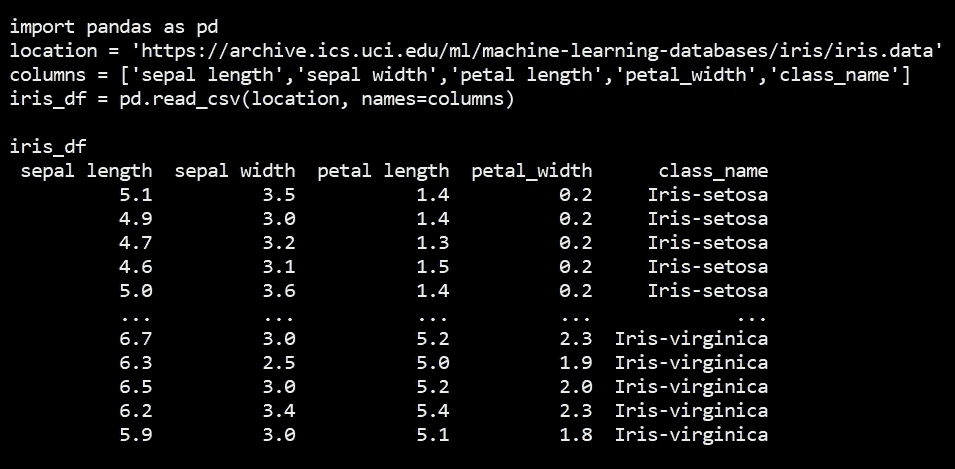 import pandas as pd
location = 'https://archive.ics.uci.edu/ml/machine-learning-databases/iris/iris.data'
columns = ['sepal length','sepal width','petal length','petal_width','class_name']
iris_df = pd.read_csv(location, names=columns)

iris_df
sepal length  sepal width  petal length  petal_width      class_name
5.1          3.5           1.4          0.2     Iris-setosa
4.9          3.0           1.4          0.2     Iris-setosa
4.7          3.2           1.3          0.2     Iris-setosa
4.6          3.1           1.5          0.2     Iris-setosa
5.0          3.6           1.4          0.2     Iris-setosa
...          ...           ...          ...             ...
6.7          3.0           5.2          2.3  Iris-virginica
6.3          2.5           5.0          1.9  Iris-virginica
6.5          3.0           5.2          2.0  Iris-virginica
6.2          3.4           5.4          2.3  Iris-virginica
5.9          3.0           5.1          1.8  Iris-virginica